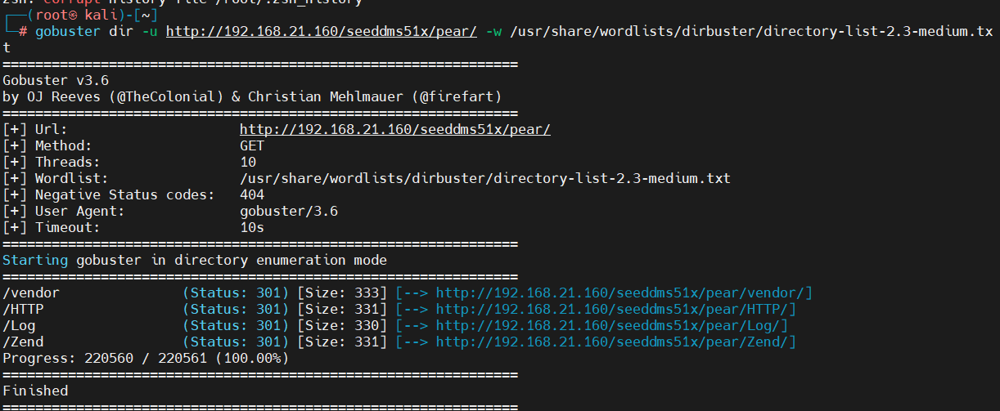 zsh: corrupt history file /root/.zsh_history
┌──(root㉿ kali)-[~]
└─# gobuster dir -u http://192.168.21.160/seeddms51x/pear/ -w /usr/share/wordlists/dirbuster/directory-list-2.3-medium.tx
t
===============================================================
Gobuster v3.6
by OJ Reeves (@TheColonial) & Christian Mehlmauer (@firefart)
===============================================================
[+] Url:                     http://192.168.21.160/seeddms51x/pear/
[+] Method:                  GET
[+] Threads:                 10
[+] Wordlist:                /usr/share/wordlists/dirbuster/directory-list-2.3-medium.txt
[+] Negative Status codes:   404
[+] User Agent:              gobuster/3.6
[+] Timeout:                 10s
===============================================================
Starting gobuster in directory enumeration mode
===============================================================
/vendor               (Status: 301) [Size: 333] [--> http://192.168.21.160/seeddms51x/pear/vendor/]
/HTTP                 (Status: 301) [Size: 331] [--> http://192.168.21.160/seeddms51x/pear/HTTP/]
/Log                  (Status: 301) [Size: 330] [--> http://192.168.21.160/seeddms51x/pear/Log/]
/Zend                 (Status: 301) [Size: 331] [--> http://192.168.21.160/seeddms51x/pear/Zend/]
Progress: 220560 / 220561 (100.00%)
===============================================================
Finished
===============================================================